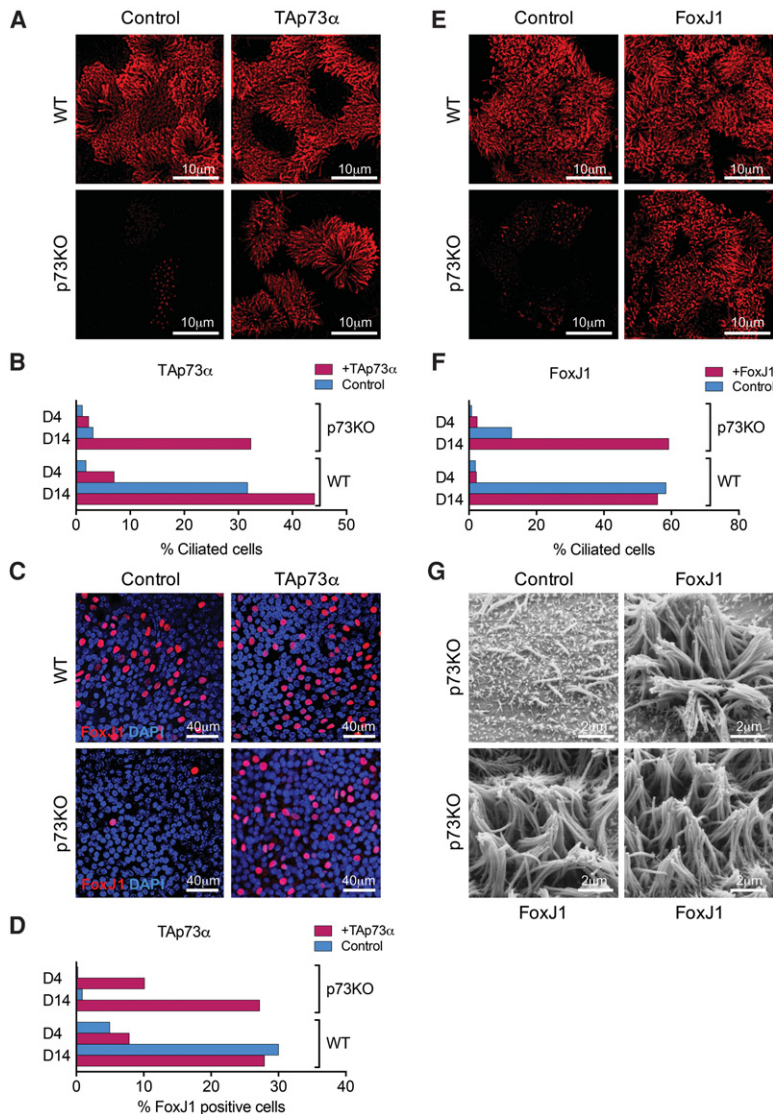 A
Control
TAp73α
WT
10µm
10µm
p73KO
10µm
10µm
B
TAp73α
+TAp73α
Control
D4
D14
p73KO
D4
D14
WT
0 10 20 30 40 50
% Ciliated cells
C
Control
TAp73α
WT
FoxJ1 DAPI
40µm
40µm
p73KO
FoxJ1 DAPI
40µm
40µm
D
TAp73α
+TAp73α
Control
D4
D14
p73KO
D4
D14
WT
0 10 20 30 40
% FoxJ1 positive cells
E
Control
FoxJ1
WT
10µm
10µm
p73KO
10µm
10µm
F
FoxJ1
+FoxJ1
Control
D4
D14
p73KO
D4
D14
WT
0 20 40 60 80
% Ciliated cells
G
Control
FoxJ1
p73KO
2µm
2µm
p73KO
2µm
2µm
FoxJ1
FoxJ1